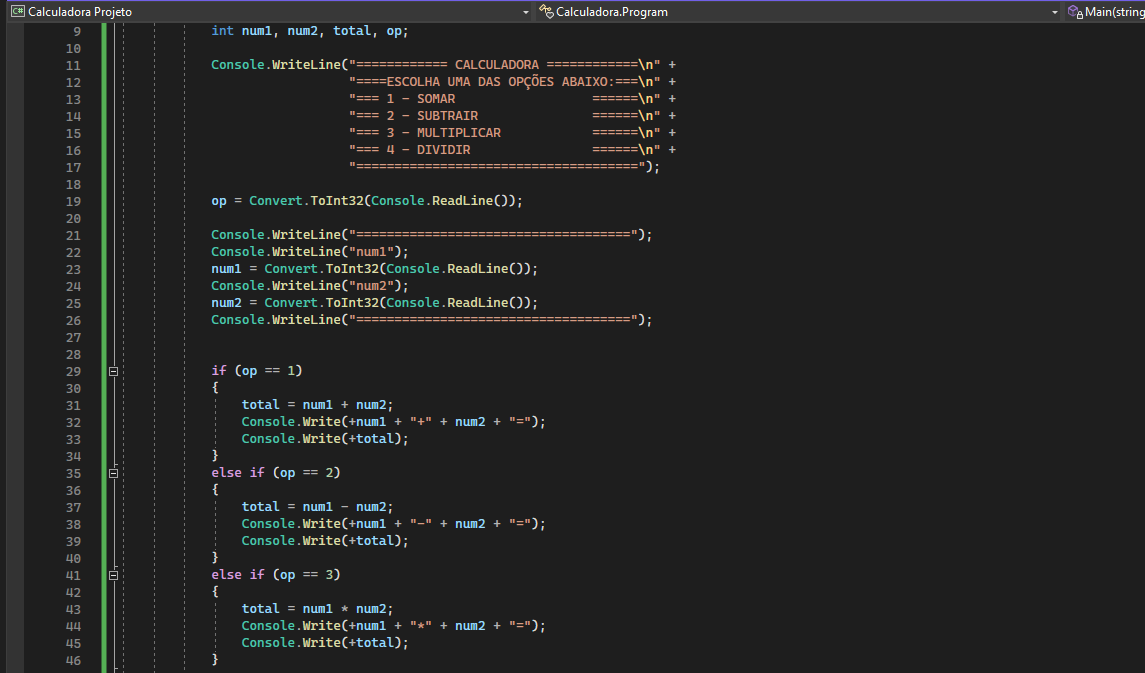 C# Calculadora Projeto Calculadora.Program Main(string
9 int num1, num2, total, op;
10
11 Console.WriteLine("============ CALCULADORA ============\n" +
12 "====ESCOLHA UMA DAS OPÇÕES ABAIXO:===\n" +
13 "=== 1 - SOMAR                  ======\n" +
14 "=== 2 - SUBTRAIR               ======\n" +
15 "=== 3 - MULTIPLICAR            ======\n" +
16 "=== 4 - DIVIDIR                ======\n" +
17 "=====================================");
18
19 op = Convert.ToInt32(Console.ReadLine());
20
21 Console.WriteLine("====================================");
22 Console.WriteLine("num1");
23 num1 = Convert.ToInt32(Console.ReadLine());
24 Console.WriteLine("num2");
25 num2 = Convert.ToInt32(Console.ReadLine());
26 Console.WriteLine("====================================");
27
28
29 if (op == 1)
30 {
31 total = num1 + num2;
32 Console.Write(+num1 + "+" + num2 + "=");
33 Console.Write(+total);
34 }
35 else if (op == 2)
36 {
37 total = num1 - num2;
38 Console.Write(+num1 + "-" + num2 + "=");
39 Console.Write(+total);
40 }
41 else if (op == 3)
42 {
43 total = num1 * num2;
44 Console.Write(+num1 + "*" + num2 + "=");
45 Console.Write(+total);
46 }